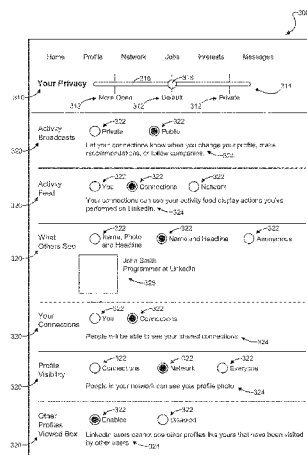 300
Home Profile Network Jobs Interests Messages
Your Privacy 316 318 314
310 312 More Open 312 Default 312 Private
Activity Broadcasts 322 Private 322 Public
Let your connections know when you change your profile, make recommendations, or follow companies. 324
320
Activity Feed 322 You 322 Connections 322 Network
Your connections can see your activity feed display actions you've performed on LinkedIn. 324
320
What Others See 322 Name, Photo and Headline 322 Name and Headline 322 Anonymous
320
John Smith
Programmer at LinkedIn
326
Your Connections 322 You 322 Connections
320 People will be able to see your shared connections 324
Profile Visibility 322 Connections 322 Network 322 Everyone
320 People in your network can see your profile photo 324
Other Profiles Viewed Box 322 Enabled 322 Disabled
320 LinkedIn users cannot see other profiles like yours that have been visited by other users. 324